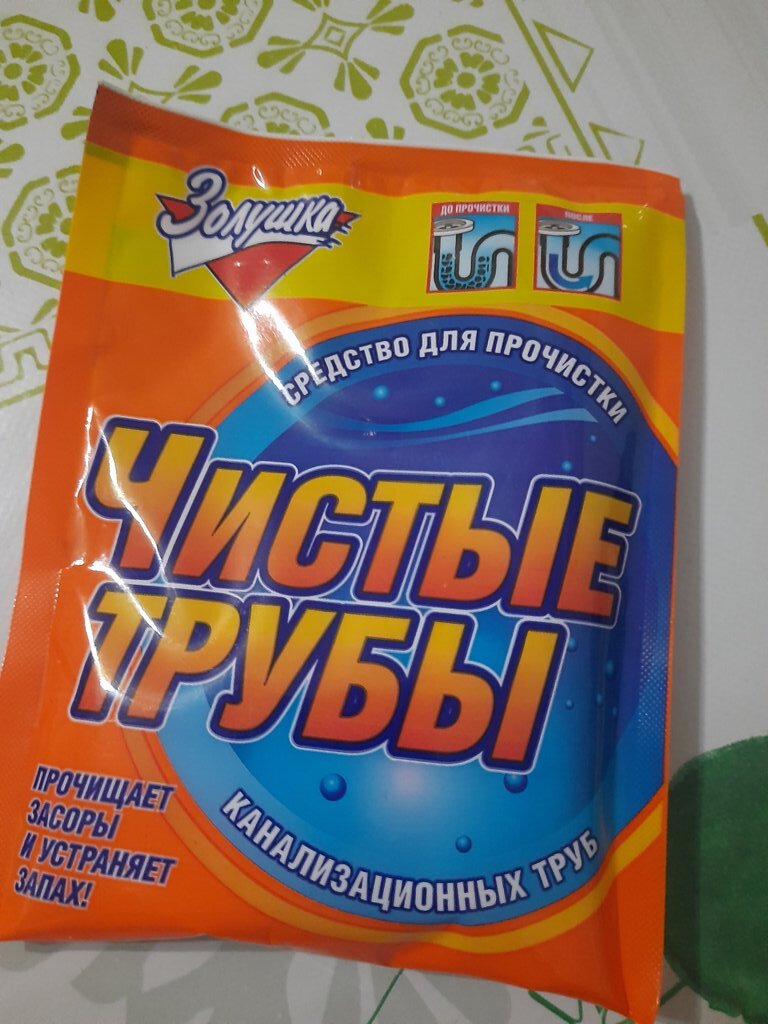 Золушка
ДО ПРОЧИСТКИ
ПОСЛЕ
СРЕДСТВО ДЛЯ ПРОЧИСТКИ
ЧИСТЫЕ
ТРУБЫ
КАНАЛИЗАЦИОННЫХ ТРУБ
ПРОЧИЩАЕТ
ЗАСОРЫ
И УСТРАНЯЕТ
ЗАПАХ!